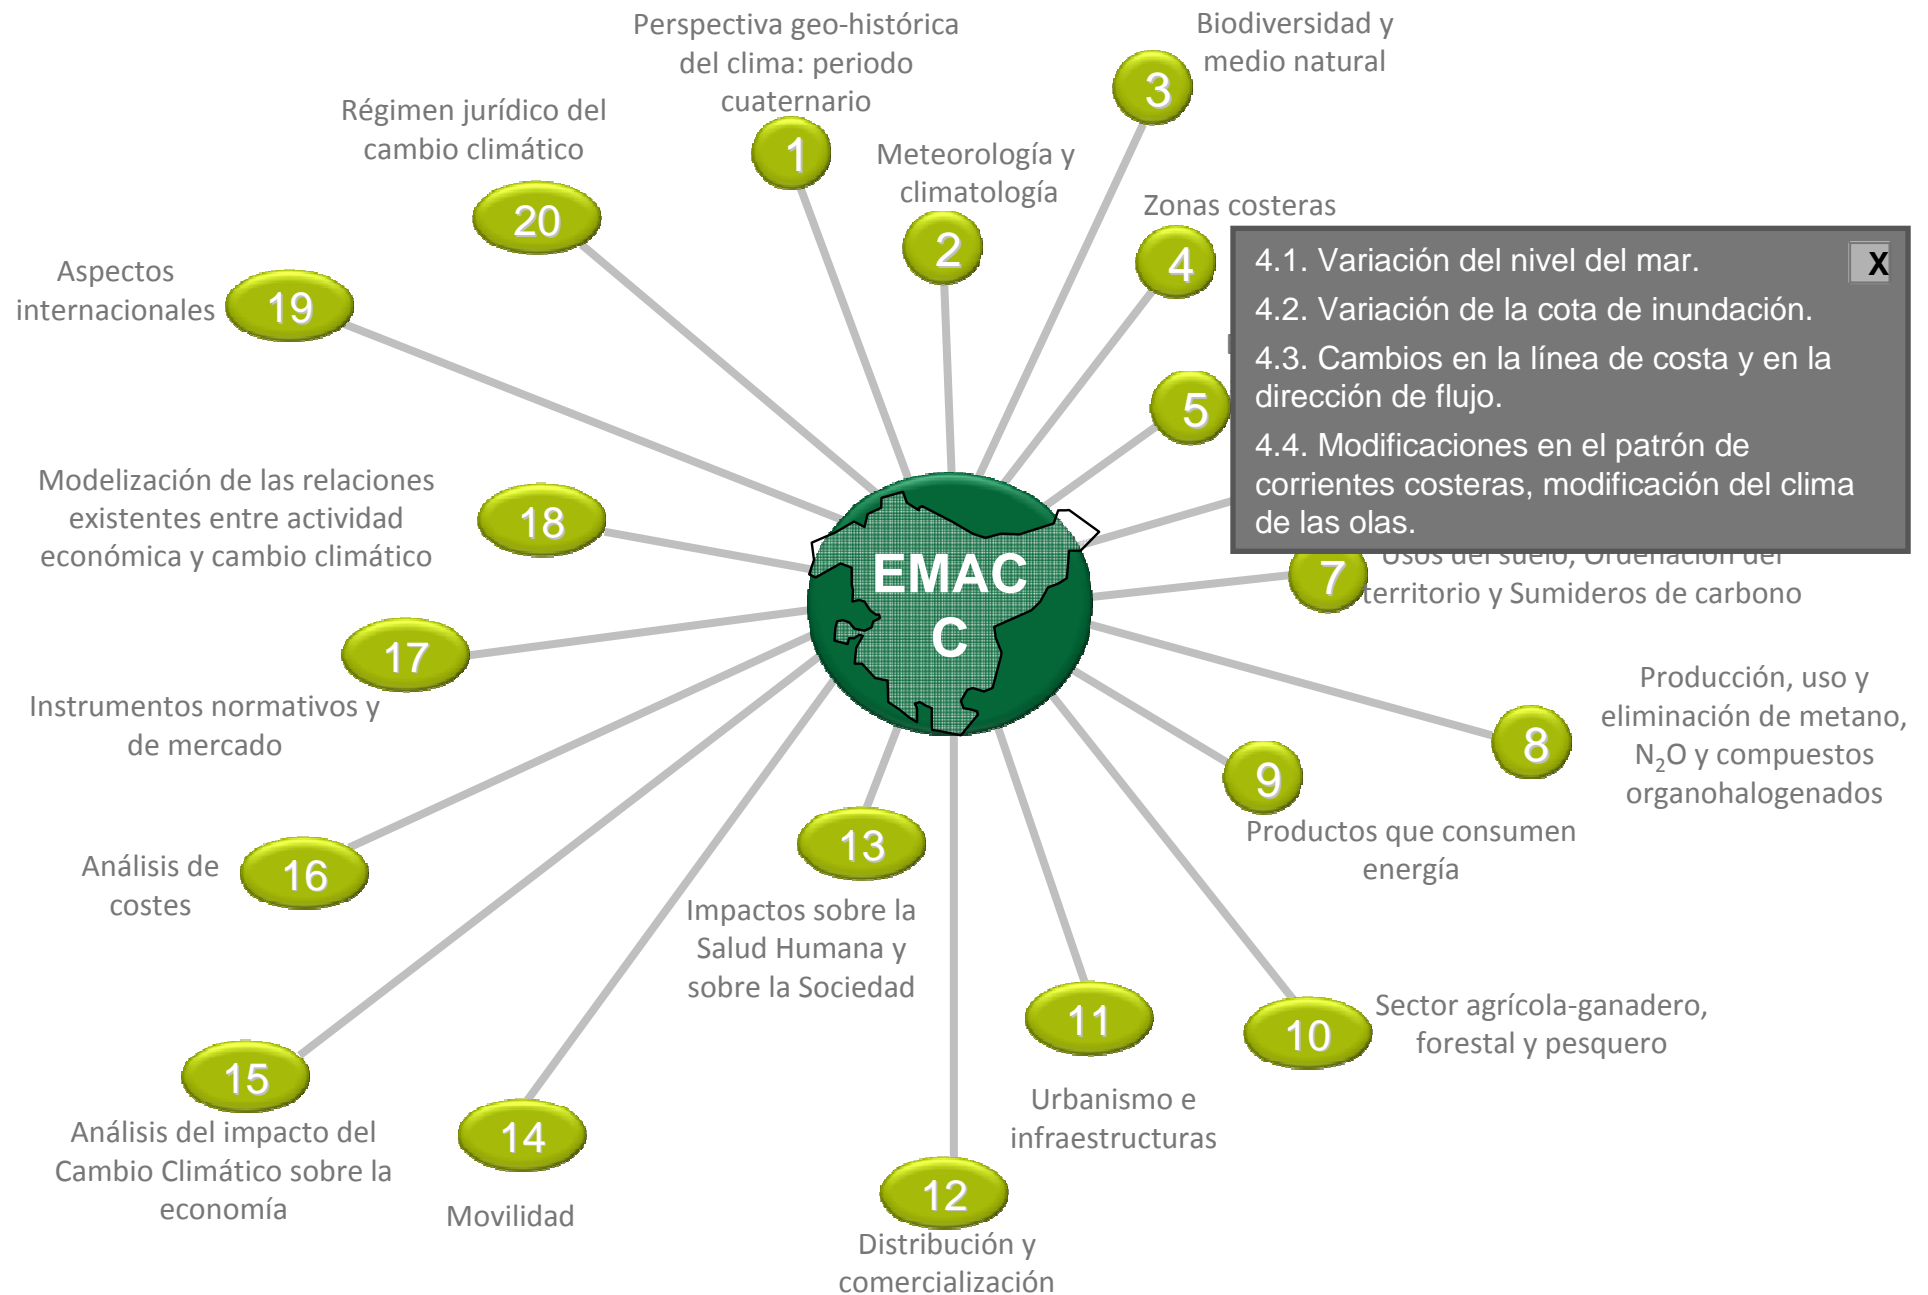 Perspectiva geo-histórica
del clima: periodo
cuaternario
1
Meteorología y
climatología
2
Biodiversidad y
medio natural
3
Zonas costeras
4
4.1. Variación del nivel del mar.
X
4.2. Variación de la cota de inundación.
4.3. Cambios en la línea de costa y en la
dirección de flujo.
4.4. Modificaciones en el patrón de
corrientes costeras, modificación del clima
de las olas.
5
7
Usos del suelo, Ordenación del
territorio y Sumideros de carbono
8
Producción, uso y
eliminación de metano,
N₂O y compuestos
organohalogenados
9
Productos que consumen
energía
10
Sector agrícola-ganadero,
forestal y pesquero
11
Urbanismo e
infraestructuras
12
Distribución y
comercialización
13
Impactos sobre la
Salud Humana y
sobre la Sociedad
14
Movilidad
15
Análisis del impacto del
Cambio Climático sobre la
economía
16
Análisis de
costes
17
Instrumentos normativos y
de mercado
18
Modelización de las relaciones
existentes entre actividad
económica y cambio climático
19
Aspectos
internacionales
20
Régimen jurídico del
cambio climático
EMAC
C